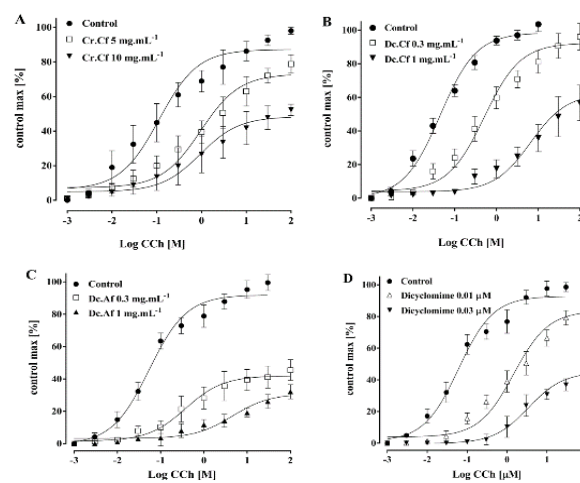 A
Control
Cr.Cf 5 mg.mL⁻¹
Cr.Cf 10 mg.mL⁻¹
control max [%]
100
80
60
40
20
0
-3 -2 -1 0 1 2
Log CCh [M]
B
Control
Dc.Cf 0.3 mg.mL⁻¹
Dc.Cf 1 mg.mL⁻¹
control max [%]
100
80
60
40
20
0
-3 -2 -1 0 1 2
Log CCh [M]
C
Control
Dc.Af 0.3 mg.mL⁻¹
Dc.Af 1 mg.mL⁻¹
control max [%]
100
80
60
40
20
0
-3 -2 -1 0 1 2
Log CCh [M]
D
Control
Dicyclomime 0.01 µM
Dicyclomime 0.03 µM
control max [%]
100
80
60
40
20
0
-3 -2 -1 0 1
Log CCh [µM]